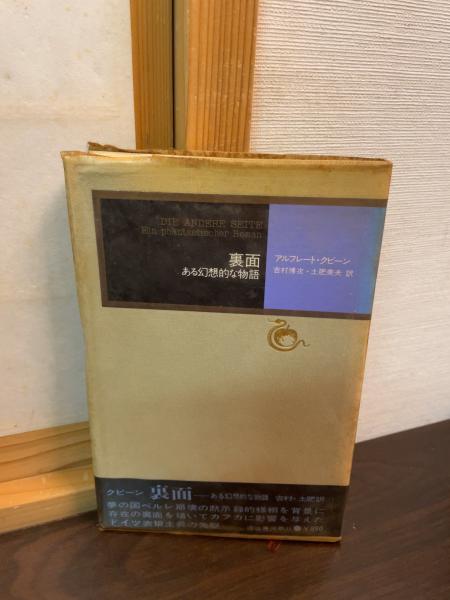 DIE ANDERE SEITE
Ein phantastischer Roman
裏面
ある幻想的な物語
アルフレート・クビーン
吉村博次・土肥美夫 訳
クビーン 裏面——ある幻想的な物語 吉村・土肥訳
夢の国ペルレ崩壊の黙示録的様相を背景に
存在の裏面を描いてカフカに影響を与えた
ドイツ表現主義の